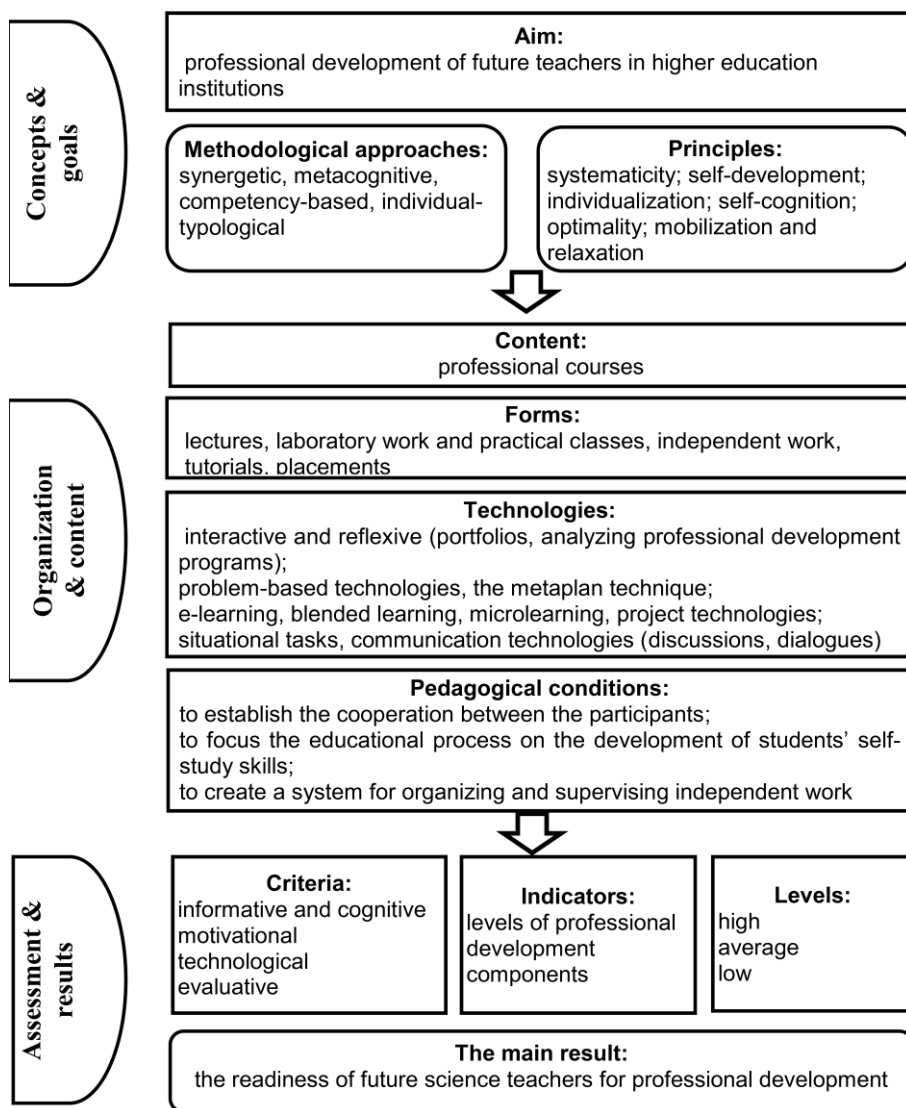 Concepts &
goals
Aim:
professional development of future teachers in higher education
institutions
Methodological approaches:
synergetic, metacognitive,
competency-based, individual-
typological
Principles:
systematicity; self-development;
individualization; self-cognition;
optimality; mobilization and
relaxation
Organization
& content
Content:
professional courses
Forms:
lectures, laboratory work and practical classes, independent work,
tutorials, placements
Technologies:
interactive and reflexive (portfolios, analyzing professional development
programs);
problem-based technologies, the metaplan technique;
e-learning, blended learning, microlearning, project technologies;
situational tasks, communication technologies (discussions, dialogues)
Pedagogical conditions:
to establish the cooperation between the participants;
to focus the educational process on the development of students’ self-
study skills;
to create a system for organizing and supervising independent work
Assessment &
results
Criteria:
informative and cognitive
motivational
technological
evaluative
Indicators:
levels of professional
development
components
Levels:
high
average
low
The main result:
the readiness of future science teachers for professional development